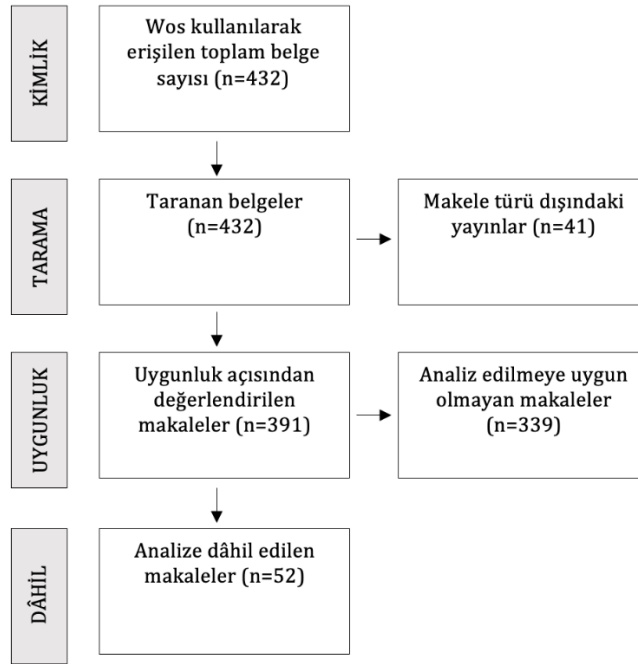 KİMLİK
Wos kullanılarak
erişilen toplam belge
sayısı (n=432)
TARAMA
Taranan belgeler
(n=432)
Makele türü dışındaki
yayınlar (n=41)
UYGUNLUK
Uygunluk açısından
değerlendirilen
makaleler (n=391)
Analiz edilmeye uygun
olmayan makaleler
(n=339)
DÂHİL
Analize dâhil edilen
makaleler (n=52)